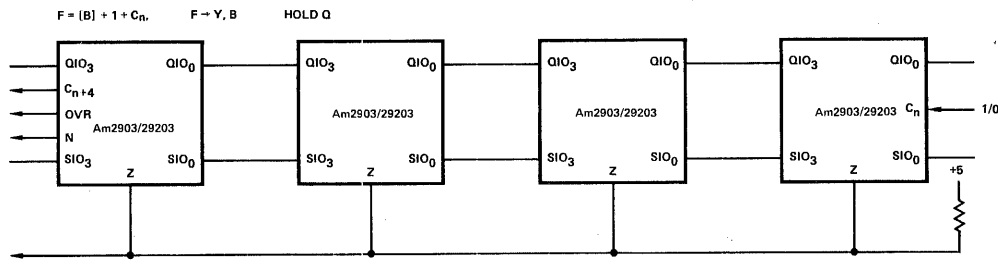 F = [B] + 1 + Cn, F → Y, B HOLD Q
QIO3 QIO0 QIO3 QIO0 QIO3 QIO0 QIO3 QIO0
Cn+4
OVR Am2903/29203 Am2903/29203 Am2903/29203 Am2903/29203 Cn 1/0
N
SIO3 SIO0 SIO3 SIO0 SIO3 SIO0 SIO3 SIO0
Z Z Z Z +5